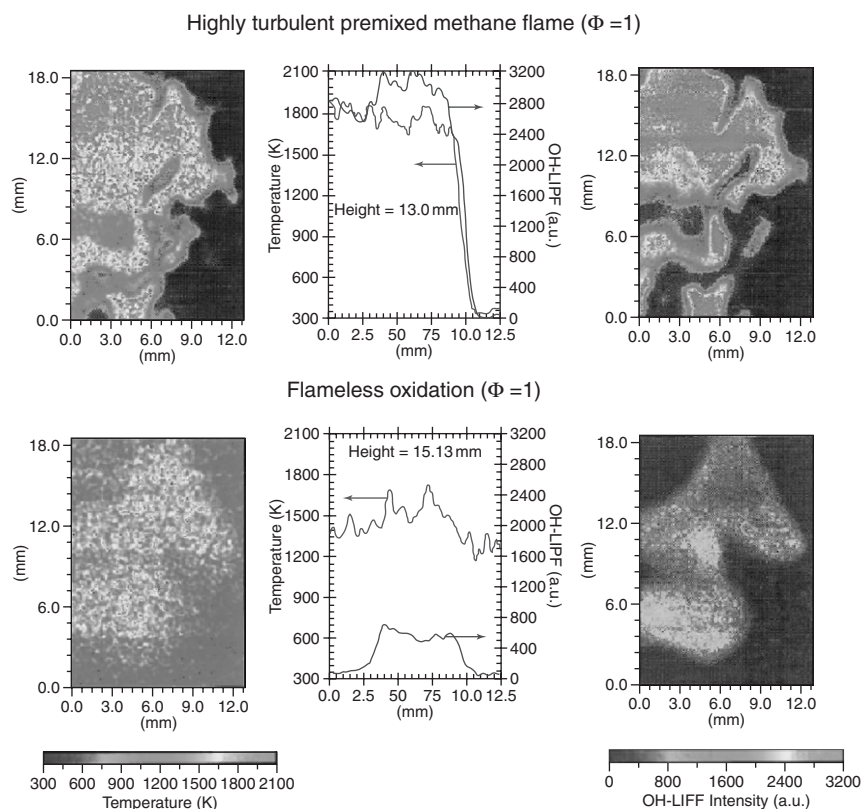 Highly turbulent premixed methane flame (Φ =1)
18.0
12.0
6.0
0.0
(mm)
0.0 3.0 6.0 9.0 12.0
(mm)
2100
1800
1500
1200
900
600
300
Temperature (K)
Height = 13.0 mm
3200
2800
2400
2000
1600
1200
800
400
0
OH-LIPF (a.u.)
0.0 2.5 50 75 10.0 12.5
(mm)
18.0
12.0
6.0
0.0
(mm)
0.0 3.0 6.0 9.0 12.0
(mm)
Flameless oxidation (Φ =1)
18.0
12.0
6.0
0.0
(mm)
0.0 3.0 6.0 9.0 12.0
(mm)
2100
1800
1500
1200
900
600
300
Temperature (K)
Height = 15.13 mm
3200
2800
2400
2000
1600
1200
800
400
0
OH-LIPF (a.u.)
0.0 2.5 50 75 10.0 12.5
(mm)
18.0
12.0
6.0
0.0
(mm)
0.0 3.0 6.0 9.0 12.0
(mm)
300 600 900 1200 1500 1800 2100
Temperature (K)
0 800 1600 2400 3200
OH-LIFF Intensity (a.u.)